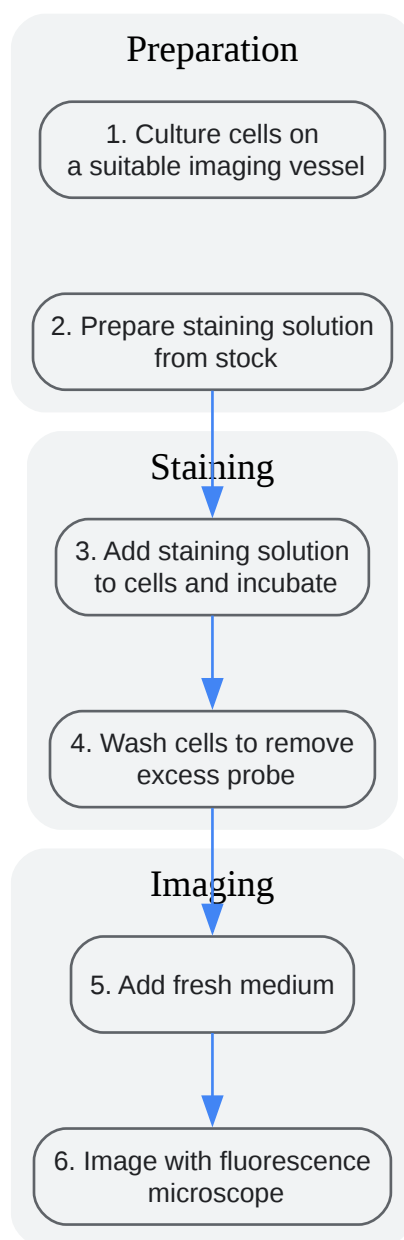 Preparation
1. Culture cells on
a suitable imaging vessel
2. Prepare staining solution
from stock
Staining
3. Add staining solution
to cells and incubate
4. Wash cells to remove
excess probe
Imaging
5. Add fresh medium
6. Image with fluorescence
microscope